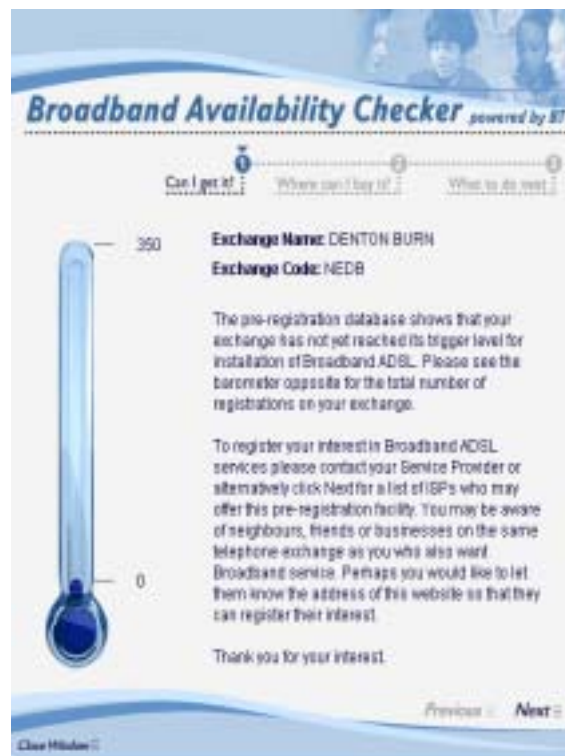 Broadband Availability Checker powered by BT
1 2 3
Can I get it? Where can I buy it? What to do next
350
Exchange Name: DENTON BURN
Exchange Code: NEDB
The pre-registration database shows that your
exchange has not yet reached its trigger level for
installation of Broadband ADSL. Please see the
barometer opposite for the total number of
registrations on your exchange.
To register your interest in Broadband ADSL
services please contact your Service Provider or
alternatively click Next for a list of ISP's who may
offer this pre-registration facility. You may be aware
of neighbours, friends or businesses on the same
telephone exchange as you who also want
Broadband service. Perhaps you would like to let
them know the address of this website so that they
can register their interest.
0
Thank you for your interest.
Previous Next
Close Window